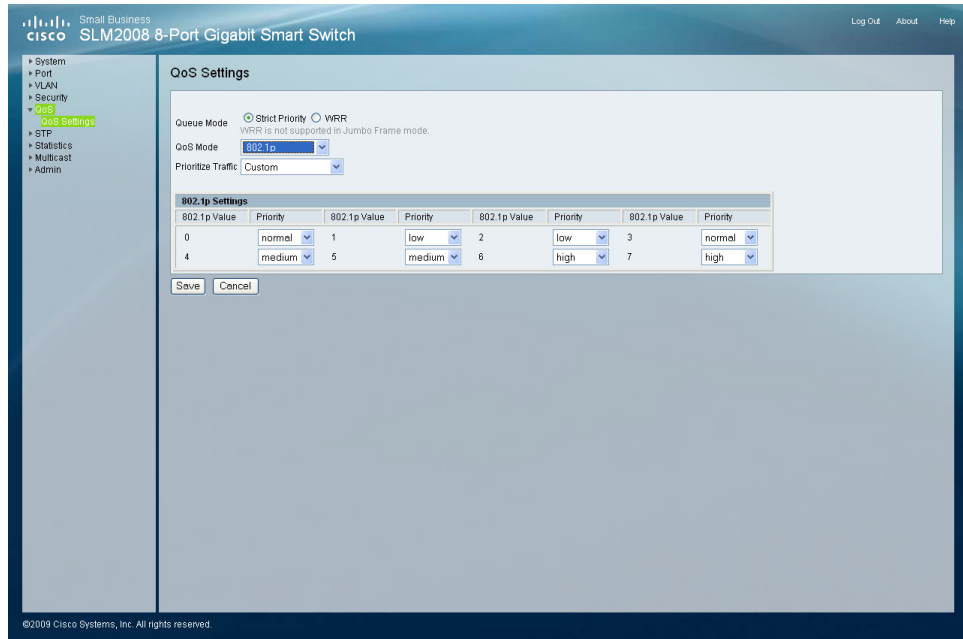 Small Business
cisco SLM2008 8-Port Gigabit Smart Switch
Log Out About Help
System
Port
VLAN
Security
QoS
QoS Settings
STP
Statistics
Multicast
Admin
QoS Settings
Queue Mode Strict Priority WRR
WRR is not supported in Jumbo Frame mode.
QoS Mode 802.1p
Prioritize Traffic Custom
802.1p Settings
802.1p Value Priority 802.1p Value Priority 802.1p Value Priority 802.1p Value Priority
0 normal 1 low 2 low 3 normal
4 medium 5 medium 6 high 7 high
Save Cancel
©2009 Cisco Systems, Inc. All rights reserved.